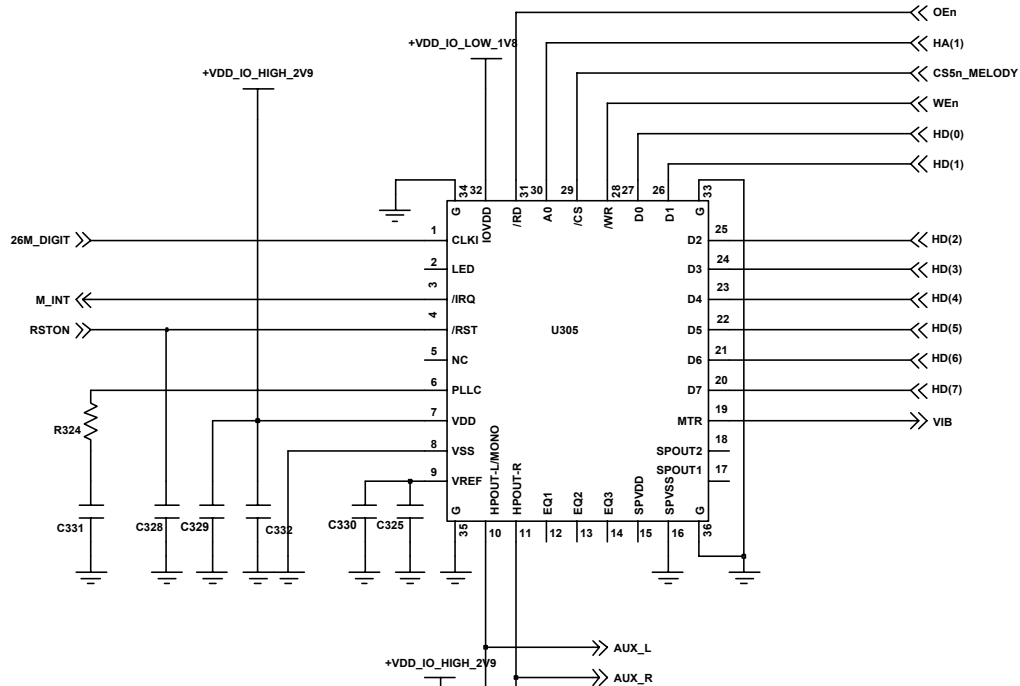 OEn
+VDD_IO_LOW_1V8
HA(1)
+VDD_IO_HIGH_2V9
CS5n_MELODY
WEn
HD(0)
HD(1)
34 32 31 30 29 28 27 26 33
G IOVDD /RD A0 /CS /WR D0 D1 G
26M_DIGIT 1 CLKI D2 25 HD(2)
2 LED D3 24 HD(3)
M_INT 3 /IRQ D4 23 HD(4)
RSTON 4 /RST U305 D5 22 HD(5)
5 NC D6 21 HD(6)
6 PLLC D7 20 HD(7)
R324 7 VDD MTR 19 VIB
8 VSS SPOUT2 18
9 VREF SPOUT1 17
G HPOUT-L/MONO HPOUT-R EQ1 EQ2 EQ3 SPVDD SPVSS G
35 10 11 12 13 14 15 16 36
C331 C328 C329 C332 C330 C325
AUX_L
+VDD_IO_HIGH_2V9
AUX_R